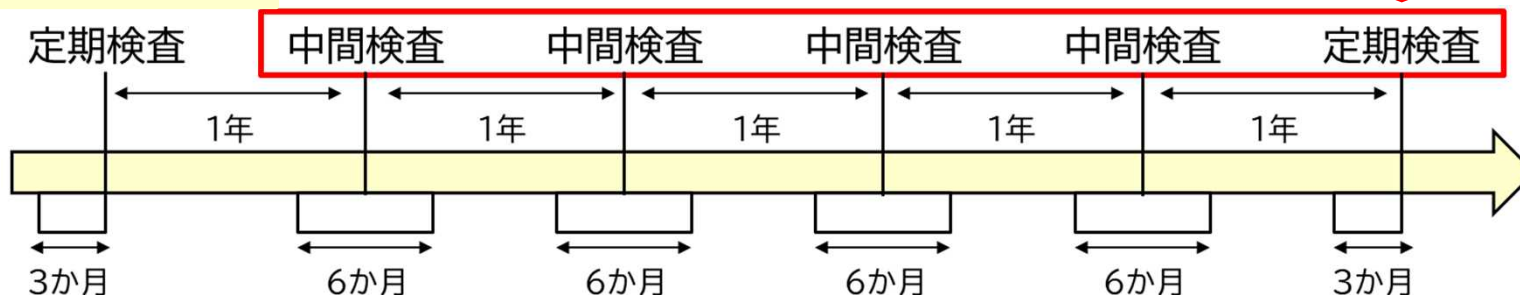 定期検査 中間検査 中間検査 中間検査 中間検査 定期検査
1年 1年 1年 1年 1年
3か月 6か月 6か月 6か月 6か月 3か月